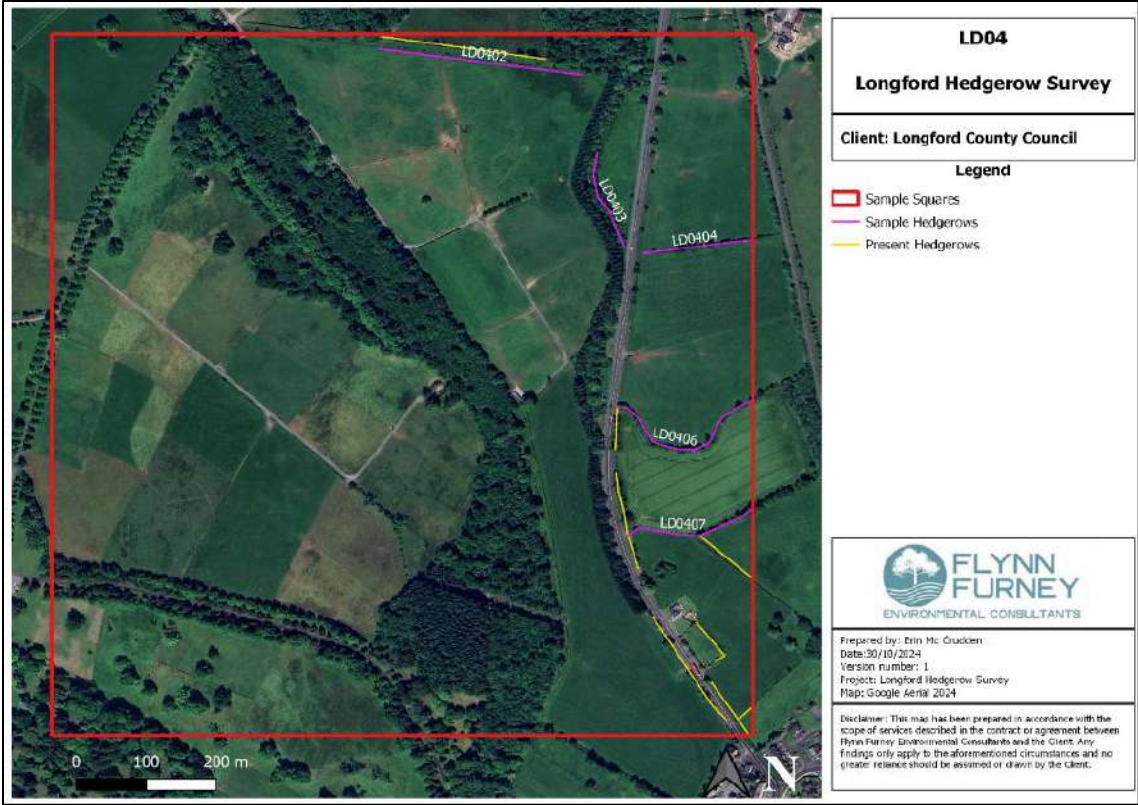 LD0402
LD0403
LD0404
LD0406
LD0407
0 100 200 m
N
LD04
Longford Hedgerow Survey
Client: Longford County Council
Legend
Sample Squares
Sample Hedgerows
Present Hedgerows
FLYNN
FURNEY
ENVIRONMENTAL CONSULTANTS
Prepared by: Erin Mc Crudden
Date:30/10/2024
Version number: 1
Project: Longford Hedgerow Survey
Map: Google Aerial 2024
Disclaimer: This map has been prepared in accordance with the
scope of services described in the contract or agreement between
Flynn Furney Environmental Consultants and the Client. Any
findings only apply to the aforementioned circumstances and no
greater reliance should be assumed or drawn by the Client.